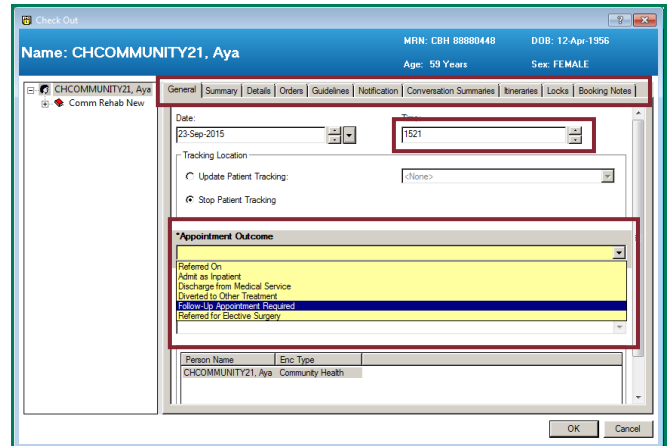 Check Out
Name: CHCOMMUNITY21, Aya
MRN: CBH 88880448 DOB: 12-Apr-1956
Age: 59 Years Sex: FEMALE
CHCOMMUNITY21, Aya
Comm Rehab New
General Summary Details Orders Guidelines Notification Conversation Summaries Itineraries Locks Booking Notes
Date:
23-Sep-2015
1521
Tracking Location
Update Patient Tracking: <None>
Stop Patient Tracking
*Appointment Outcome
Referred On
Admit as Inpatient
Discharge from Medical Service
Diverted to Other Treatment
Follow-Up Appointment Required
Referred for Elective Surgery
Person Name Enc Type
CHCOMMUNITY21, Aya Community Health
OK Cancel